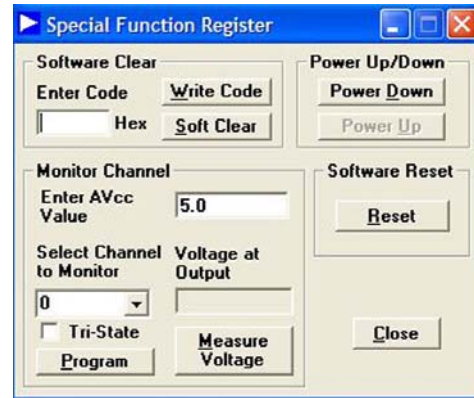 Special Function Register
Software Clear
Enter Code
Write Code
Hex
Soft Clear
Power Up/Down
Power Down
Power Up
Monitor Channel
Enter AVcc
Value
5.0
Select Channel
to Monitor
0
Tri-State
Program
Voltage at
Output
Measure
Voltage
Software Reset
Reset
Close